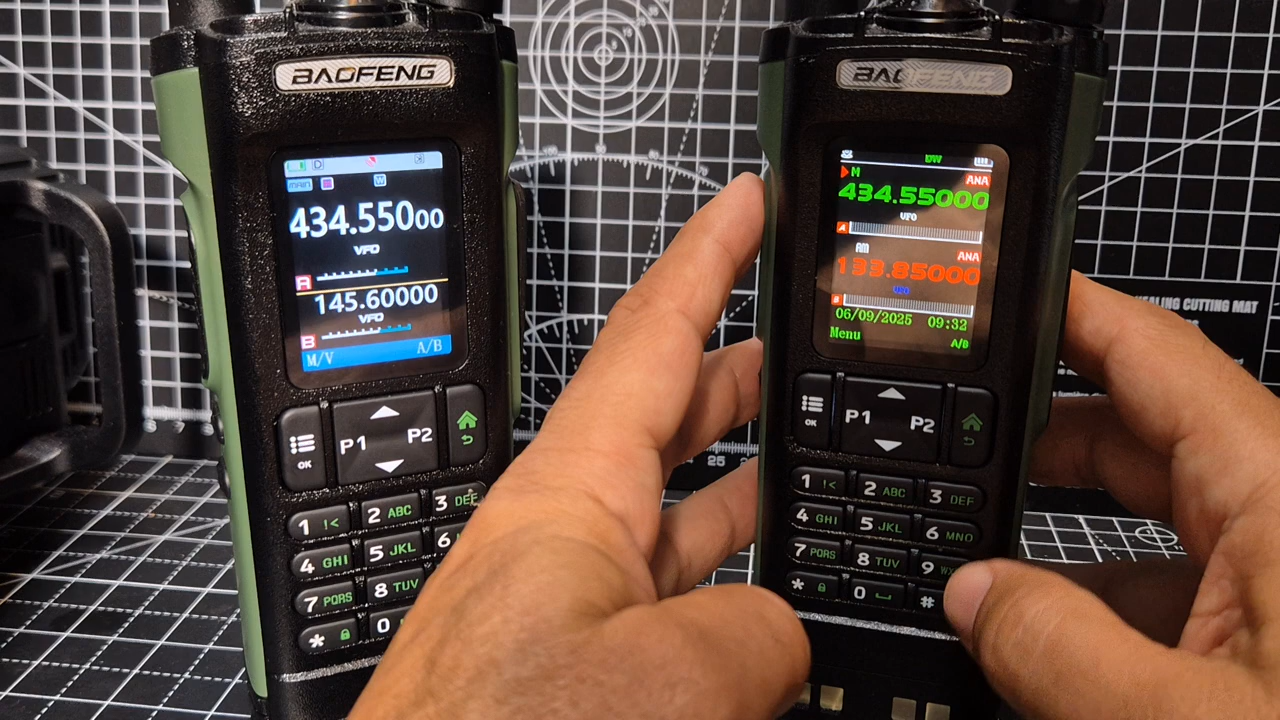 BAOFENG
D
MAIN
W
434.55000
VFO
A
145.60000
VFO
B
M/V A/B
OK
P1 P2
1 !<
2 ABC
3 DEF
4 GHI
5 JKL
6
7 PQRS
8 TUV
*
0
BAOFENG
DW
M
ANA
434.55000
VFO
A
AM
ANA
133.85000
VFO
B
06/09/2025 09:32
Menu A/B
OK
P1 P2
1 !<
2 ABC
3 DEF
4 GHI
5 JKL
6 MNO
7 PQRS
8 TUV
9
*
0
#
25
EALING CUTTING MAT